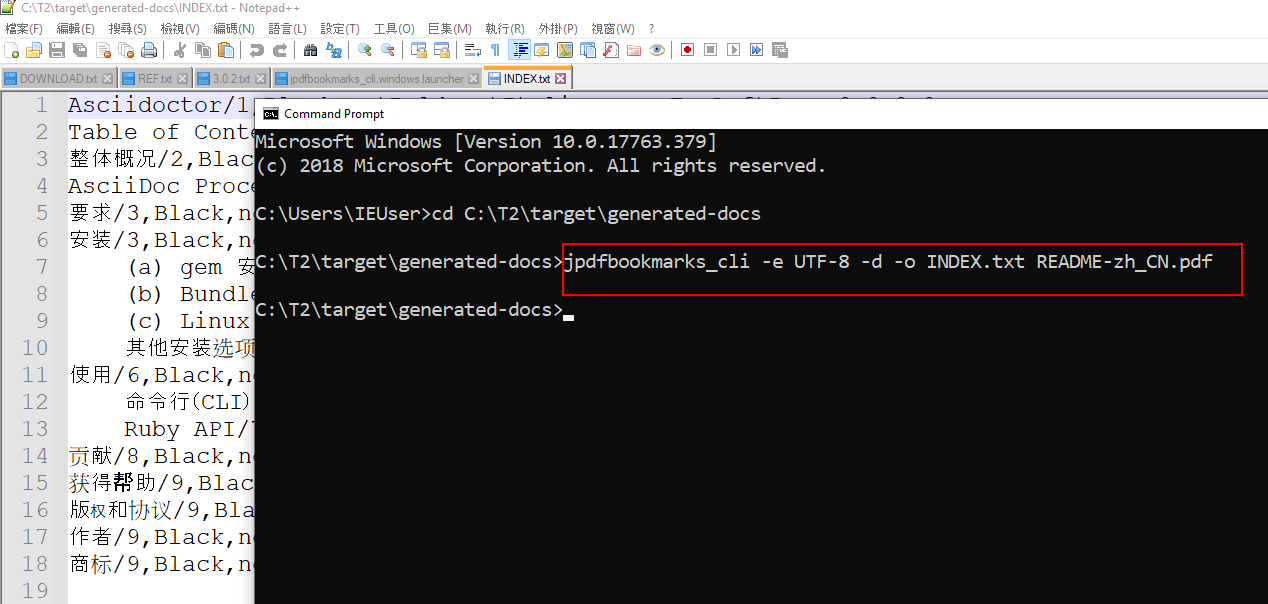 C:\T2\target\generated-docs\INDEX.txt - Notepad++
檔案(F) 編輯(E) 搜尋(S) 檢視(V) 編碼(N) 語言(L) 設定(T) 工具(O) 巨集(M) 執行(R) 外掛(P) 視窗(W) ?
DOWNLOAD.txt REF.txt 3.0.2.txt jpdfbookmarks_cli.windows.launcher INDEX.txt
1 Asciidoctor/1
2 Table of Conte
3 整体概况/2,Blac
4 AsciiDoc Proce
5 要求/3,Black,no
6 安装/3,Black,no
7 (a) gem 安
8 (b) Bundle
9 (c) Linux
10 其他安装选项
11 使用/6,Black,no
12 命令行(CLI)
13 Ruby API/7
14 贡献/8,Black,no
15 获得帮助/9,Blac
16 版权和协议/9,Bla
17 作者/9,Black,no
18 商标/9,Black,no
19
Command Prompt
Microsoft Windows [Version 10.0.17763.379]
(c) 2018 Microsoft Corporation. All rights reserved.
C:\Users\IEUser>cd C:\T2\target\generated-docs
C:\T2\target\generated-docs>jpdfbookmarks_cli -e UTF-8 -d -o INDEX.txt README-zh_CN.pdf
C:\T2\target\generated-docs>